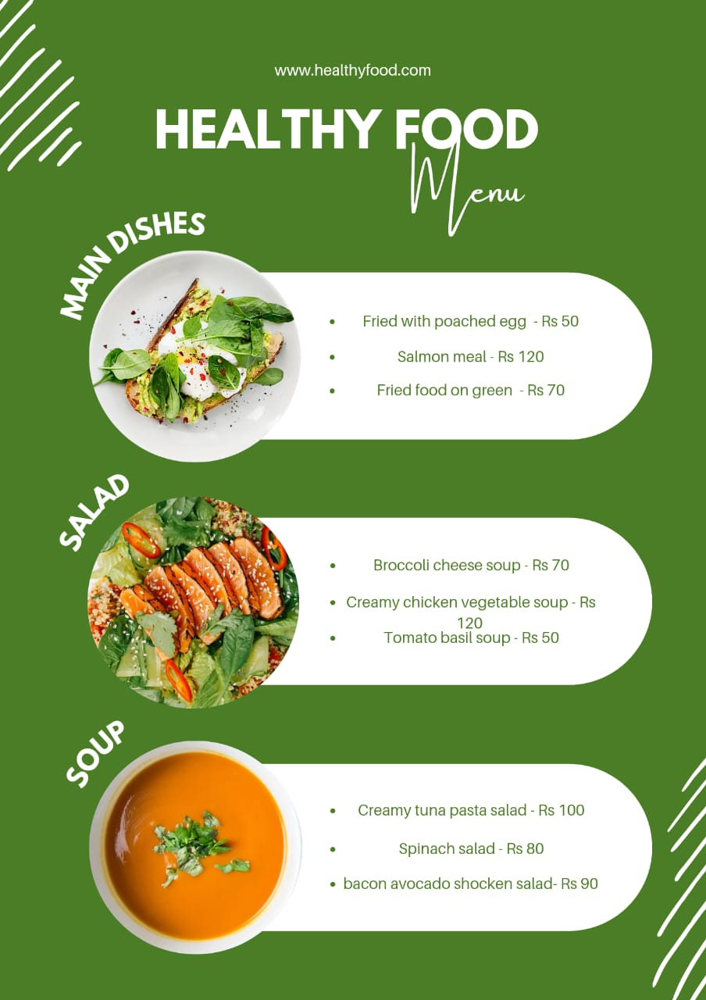 www.healthyfood.com
HEALTHY FOOD
Menu
MAIN DISHES
• Fried with poached egg - Rs 50
• Salmon meal - Rs 120
• Fried food on green - Rs 70
SALAD
• Broccoli cheese soup - Rs 70
• Creamy chicken vegetable soup - Rs
120
• Tomato basil soup - Rs 50
SOUP
• Creamy tuna pasta salad - Rs 100
• Spinach salad - Rs 80
• bacon avocado shocken salad- Rs 90